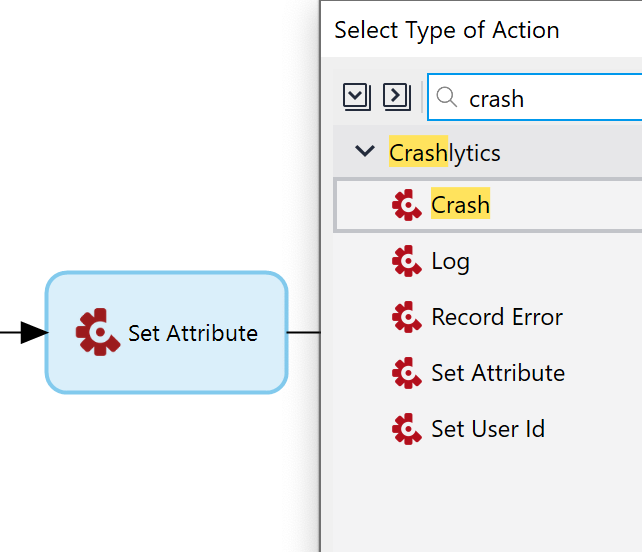 Select Type of Action
crash
Crashlytics
Crash
Log
Record Error
Set Attribute
Set User Id
Set Attribute